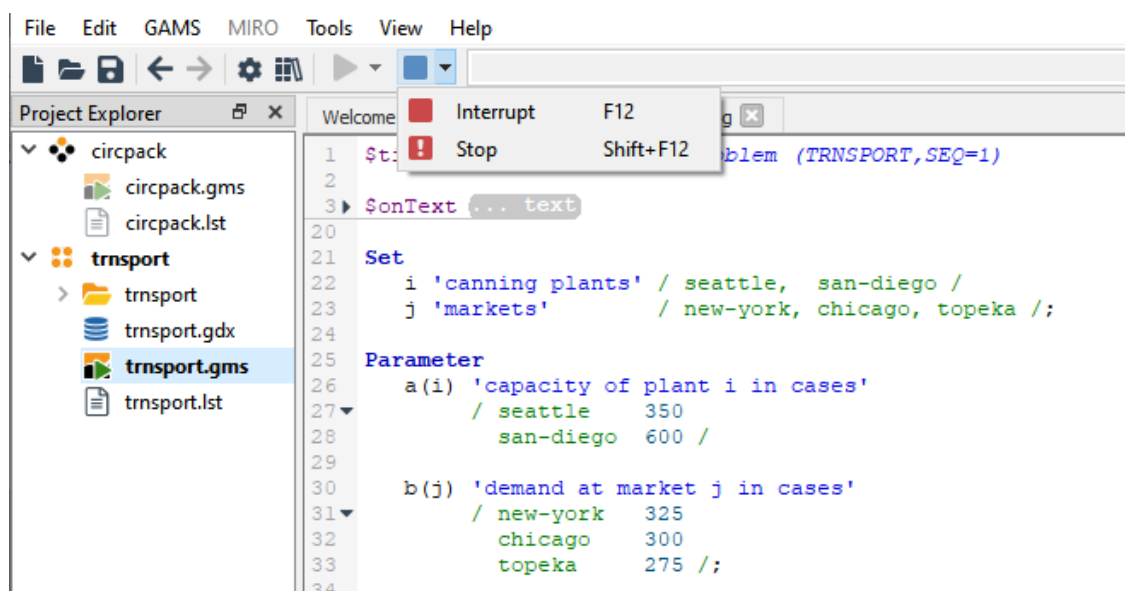 File Edit GAMS MIRO Tools View Help
Project Explorer
circpack
circpack.gms
circpack.lst
trnsport
trnsport
trnsport.gdx
trnsport.gms
trnsport.lst
Welcome g
Interrupt F12
Stop Shift+F12
1 $ti blem (TRNSPORT,SEQ=1)
2
3 $onText ... text
20
21 Set
22 i 'canning plants' / seattle, san-diego /
23 j 'markets' / new-york, chicago, topeka /;
24
25 Parameter
26 a(i) 'capacity of plant i in cases'
27 / seattle 350
28 san-diego 600 /
29
30 b(j) 'demand at market j in cases'
31 / new-york 325
32 chicago 300
33 topeka 275 /;
34